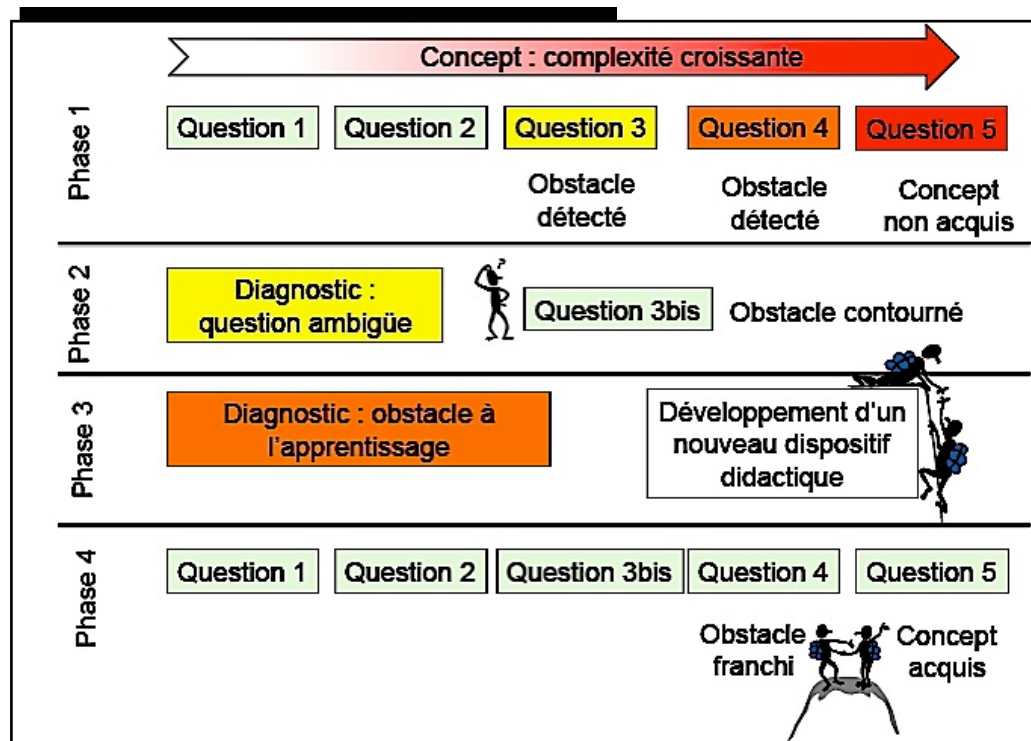 Concept : complexité croissante
Phase 1
Question 1
Question 2
Question 3
Question 4
Question 5
Obstacle
détecté
Obstacle
détecté
Concept
non acquis
Phase 2
Diagnostic :
question ambigüe
?
Question 3bis
Obstacle contourné
Phase 3
Diagnostic : obstacle à
l'apprentissage
Développement d'un
nouveau dispositif
didactique
Phase 4
Question 1
Question 2
Question 3bis
Question 4
Question 5
Obstacle
franchi
Concept
acquis